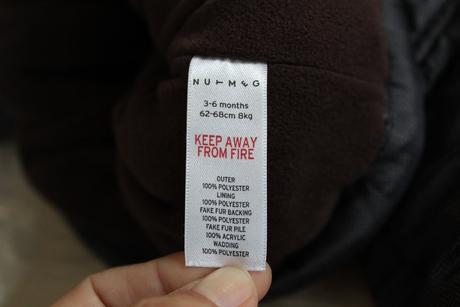 NUTMEG
3-6 months
62-68cm 8kg
KEEP AWAY
FROM FIRE
OUTER
100% POLYESTER
LINING
100% POLYESTER
FAKE FUR BACKING
100% POLYESTER
FAKE FUR PILE
100% ACRYLIC
WADDING
100% POLYESTER